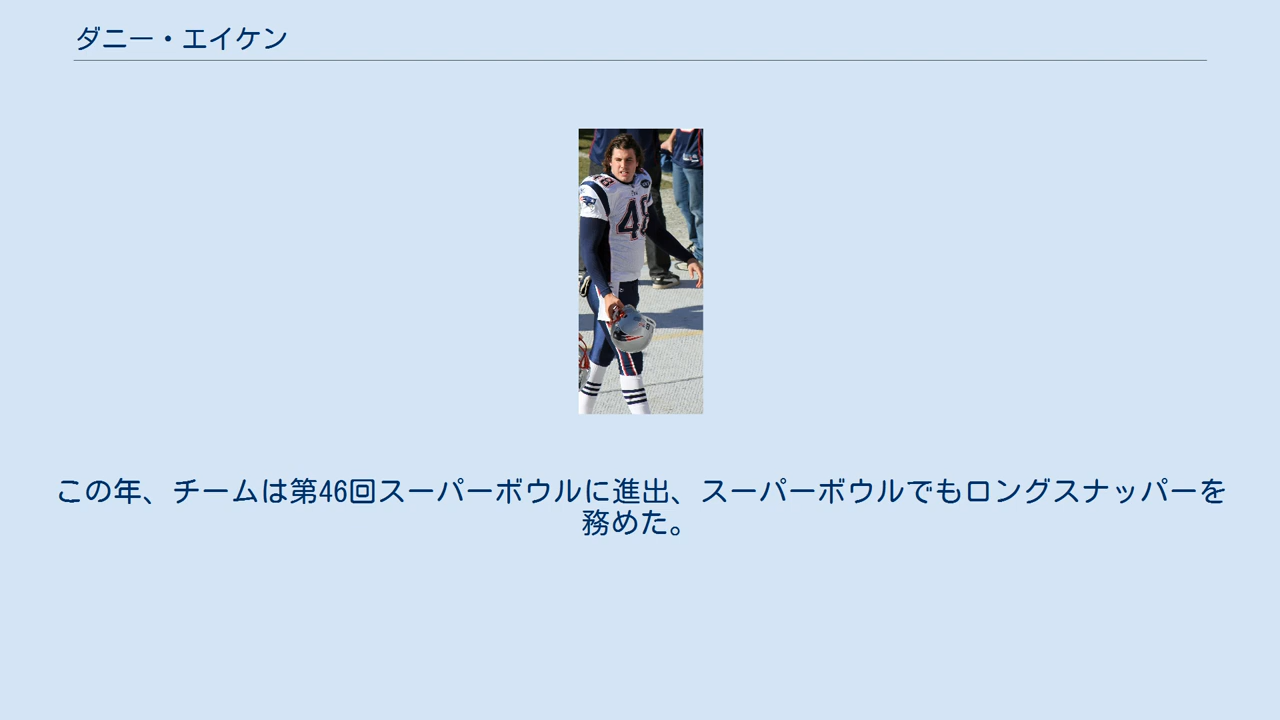 ダニー・エイケン
48
この年、チームは第46回スーパーボウルに進出、スーパーボウルでもロングスナッパーを
務めた。